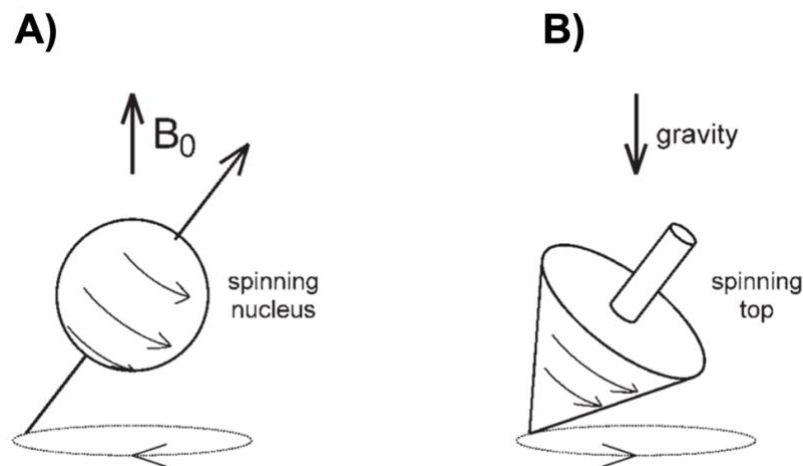 A)
B)
B₀
gravity
spinning
nucleus
spinning
top